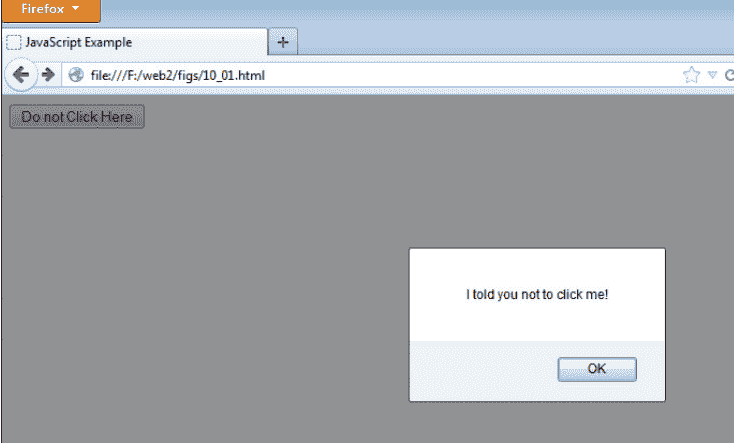 Firefox
JavaScript Example
file:///F:/web2/figs/10_01.html
Do not Click Here
I told you not to click me!
OK